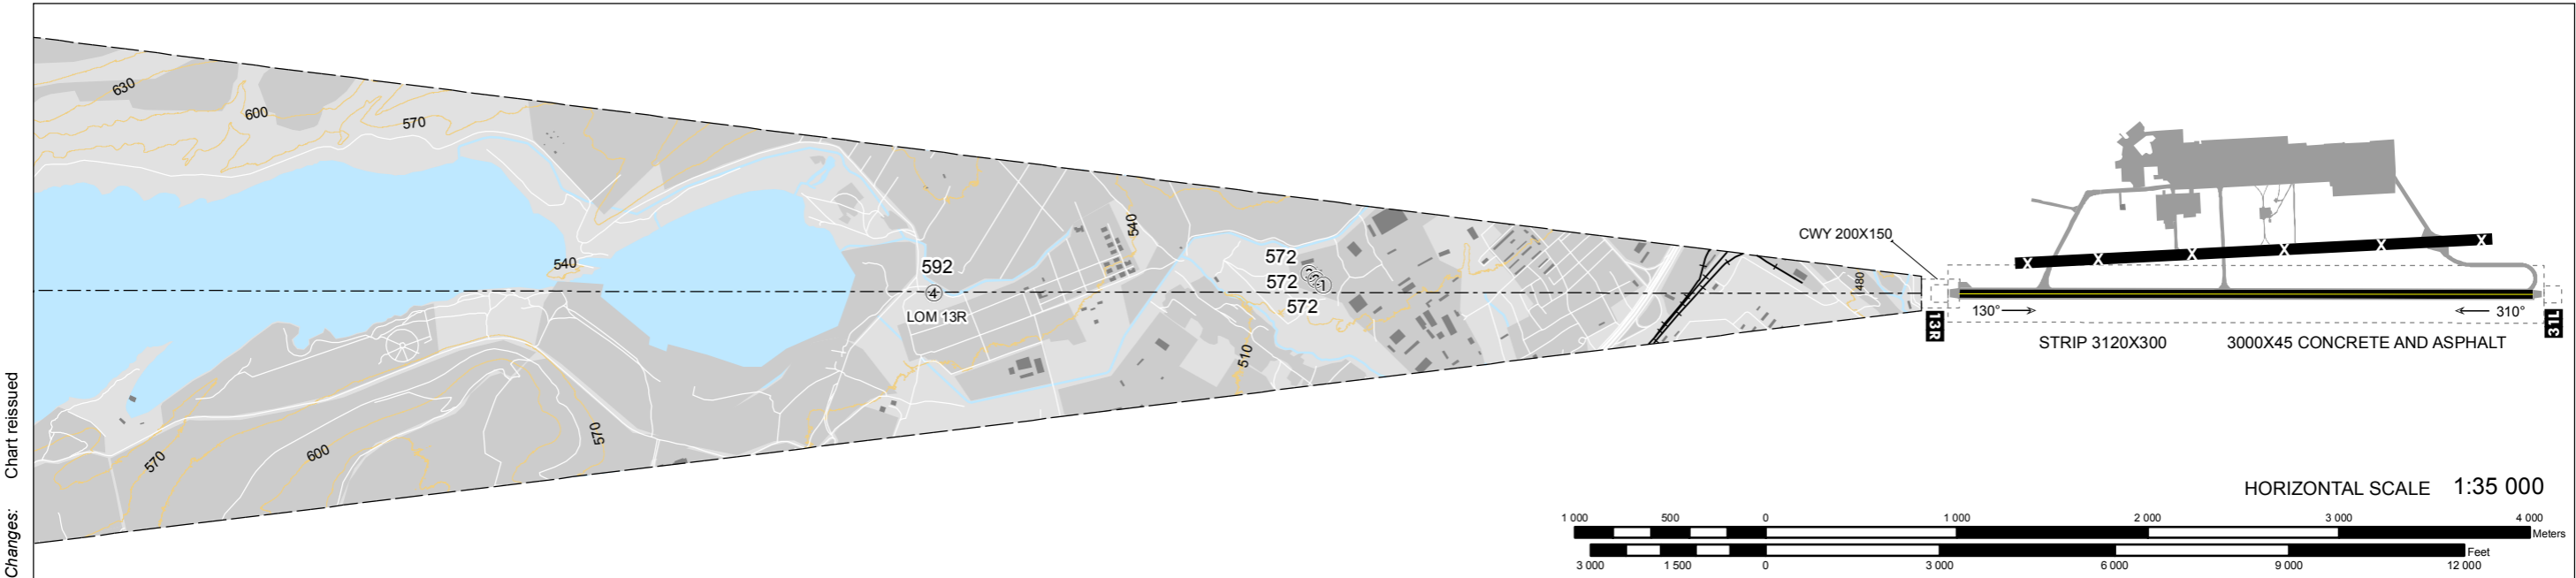 630
600
570
540
592
4
LOM 13R
540
572
572
1
572
510
480
CWY 200X150
13R
130°
310°
31L
STRIP 3120X300
3000X45 CONCRETE AND ASPHALT
570
600
570
Changes: Chart reissued
HORIZONTAL SCALE 1:35 000
1 000 500 0 1 000 2 000 3 000 4 000
Meters
Feet
3 000 1 500 0 3 000 6 000 9 000 12 000